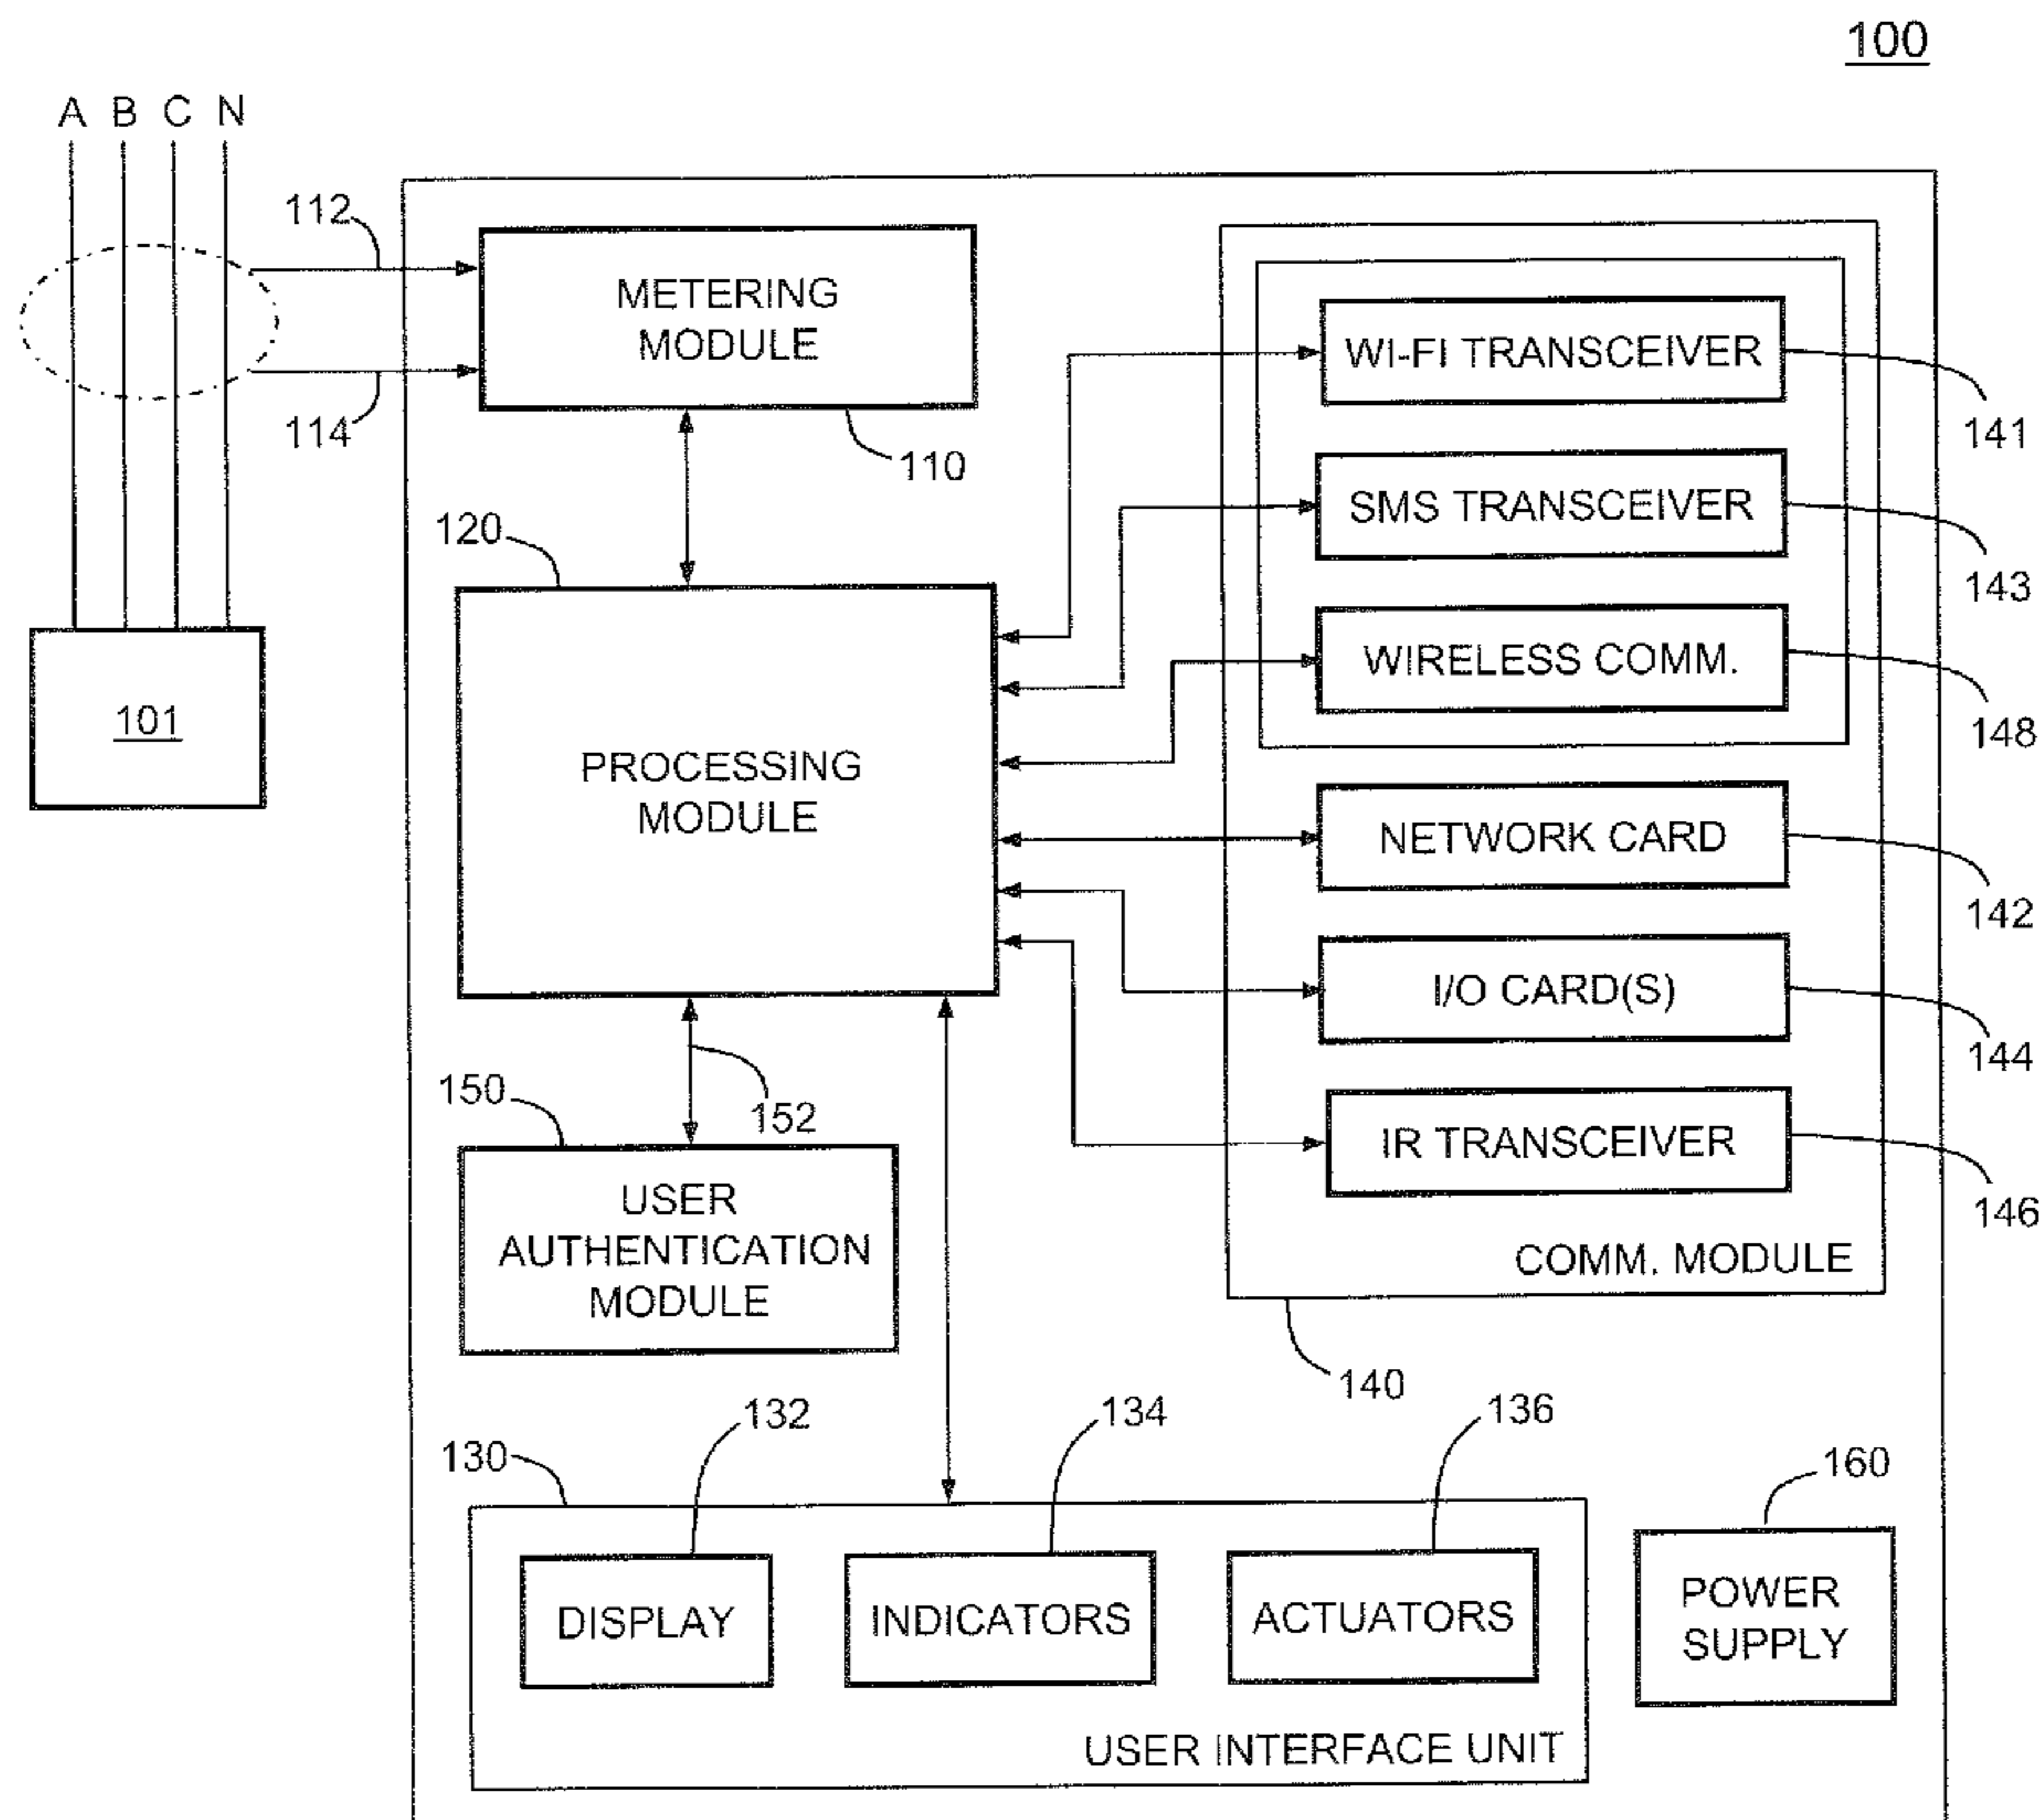 100
A B C N
112
METERING
MODULE
114
110
WI-FI TRANSCEIVER
141
SMS TRANSCEIVER
143
120
WIRELESS COMM.
148
101
PROCESSING
MODULE
NETWORK CARD
142
I/O CARD(S)
144
150
152
IR TRANSCEIVER
146
USER
AUTHENTICATION
MODULE
COMM. MODULE
140
132
134
136
130
160
DISPLAY
INDICATORS
ACTUATORS
POWER
SUPPLY
USER INTERFACE UNIT